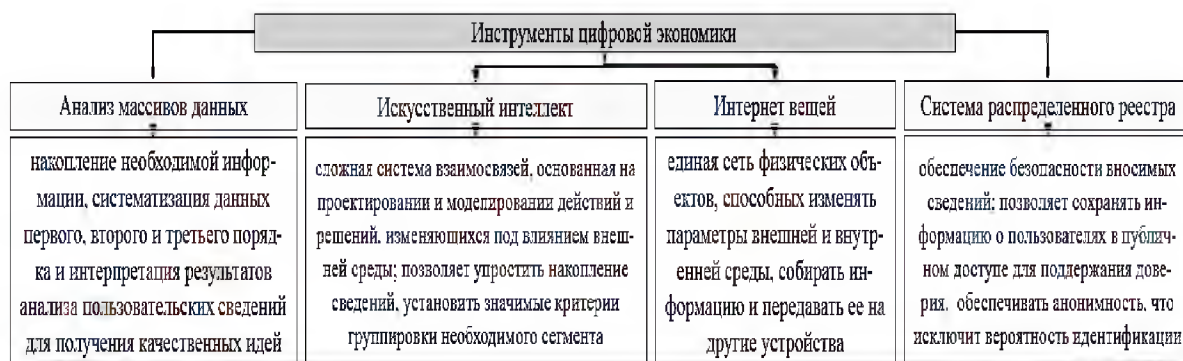 Инструменты цифровой экономики
Анализ массивов данных
накопление необходимой инфор-
мации, систематизация данных
первого, второго и третьего поряд-
ка и интерпретация результатов
анализа пользовательских сведений
для получения качественных идей
Искусственный интеллект
сложная система взаимосвязей, основанная на
проектировании и моделировании действий и
решений, изменяющихся под влиянием внеш-
ней среды; позволяет упростить накопление
сведений, установить значимые критерии
группировки необходимого сегмента
Интернет вещей
единая сеть физических объ-
ектов, способных изменять
параметры внешней и внутр-
енней среды, собирать ин-
формацию и передавать ее на
другие устройства
Система распределенного реестра
обеспечение безопасности вносимых
сведений; позволяет сохранять ин-
формацию о пользователях в публич-
ном доступе для поддержания дове-
рия, обеспечивать анонимность, что
исключит вероятность идентификации